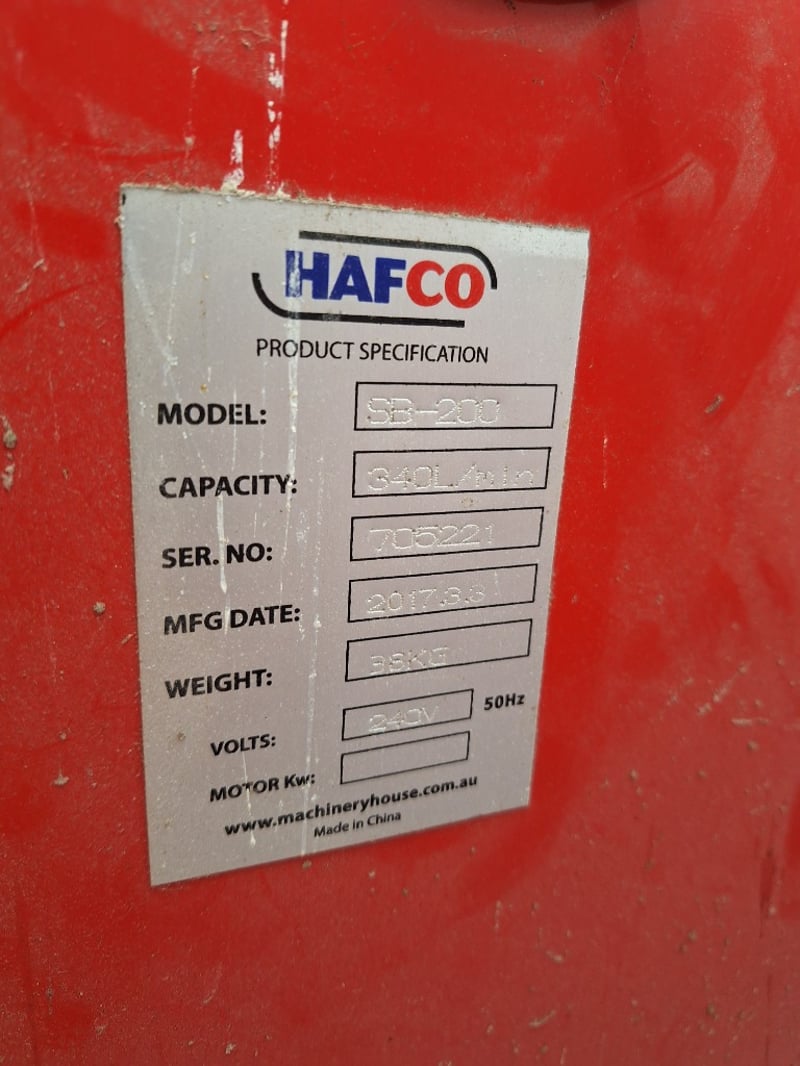 HAFCO
PRODUCT SPECIFICATION
MODEL: SB-200
CAPACITY: 340L/min
SER. NO: 705221
MFG DATE: 2017.3.3
WEIGHT: 38KG
VOLTS: 240V 50Hz
MOTOR Kw:
www.machineryhouse.com.au
Made in China